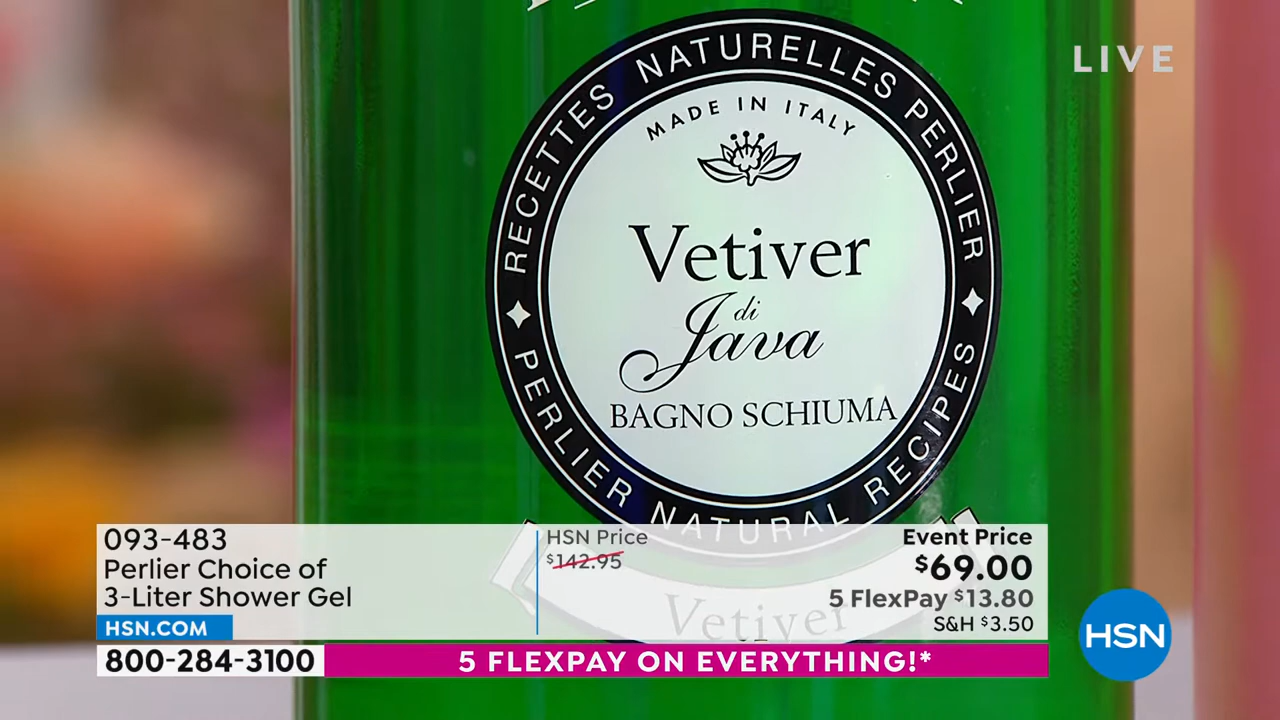 LIVE
RECETTES NATURELLES PERLIER
MADE IN ITALY
Vetiver
di
Java
BAGNO SCHIUMA
PERLIER NATURAL RECIPES
Vetiver
093-483
Perlier Choice of
3-Liter Shower Gel
HSN.COM
HSN Price
$142.95
Event Price
$69.00
5 FlexPay $13.80
S&H $3.50
800-284-3100
5 FLEXPAY ON EVERYTHING!*
HSN